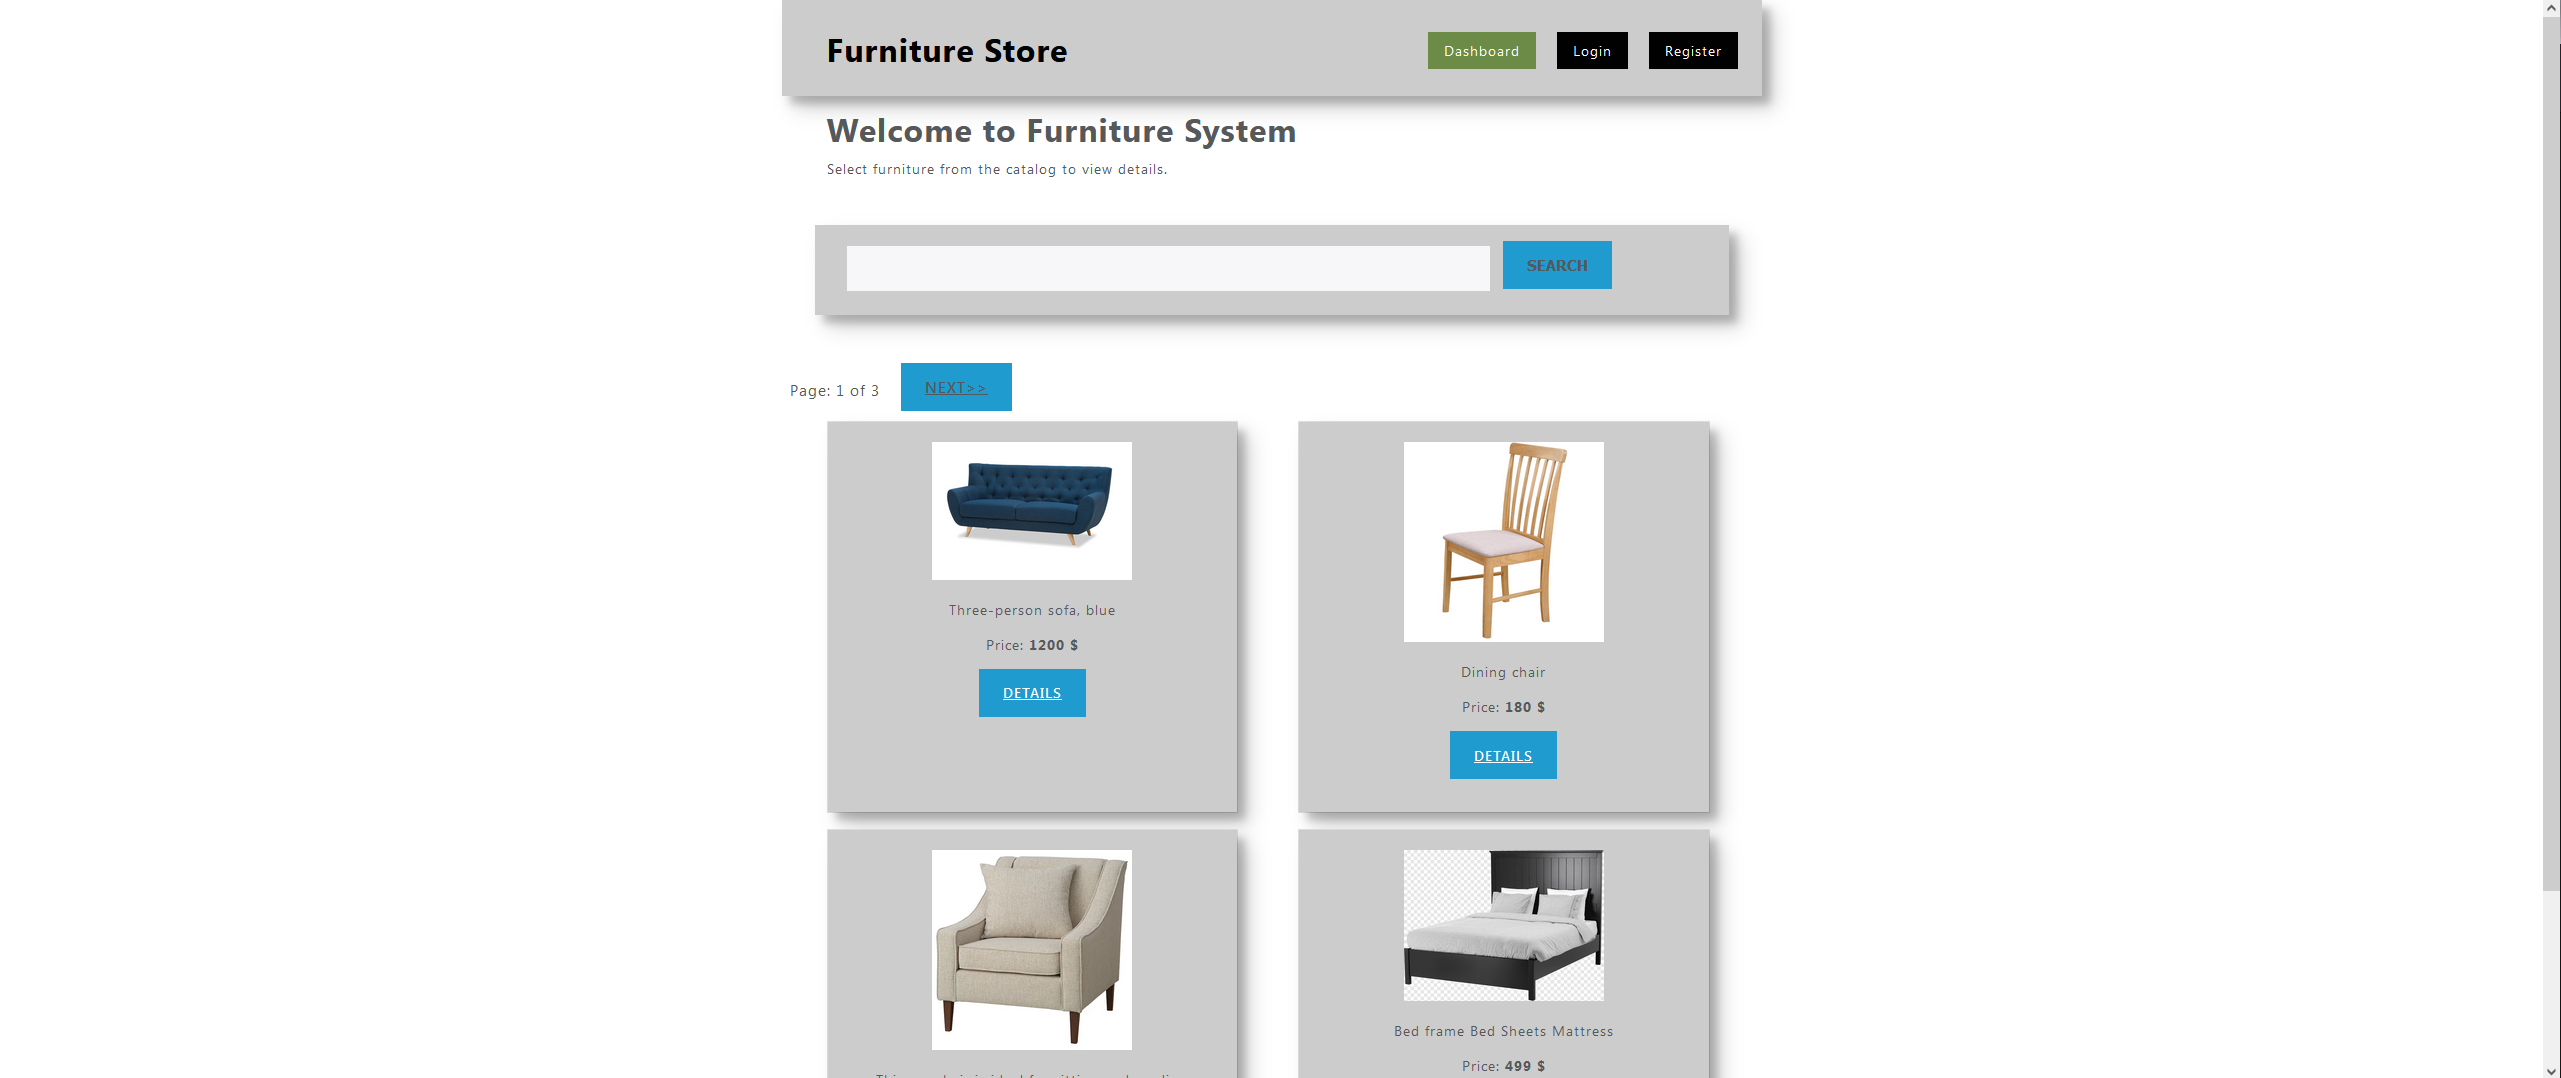 Furniture Store
Dashboard
Login
Register
Welcome to Furniture System
Select furniture from the catalog to view details.
SEARCH
Page: 1 of 3
NEXT>>
Three-person sofa, blue
Price: 1200 $
DETAILS
Dining chair
Price: 180 $
DETAILS
Bed frame Bed Sheets Mattress
Price: 499 $